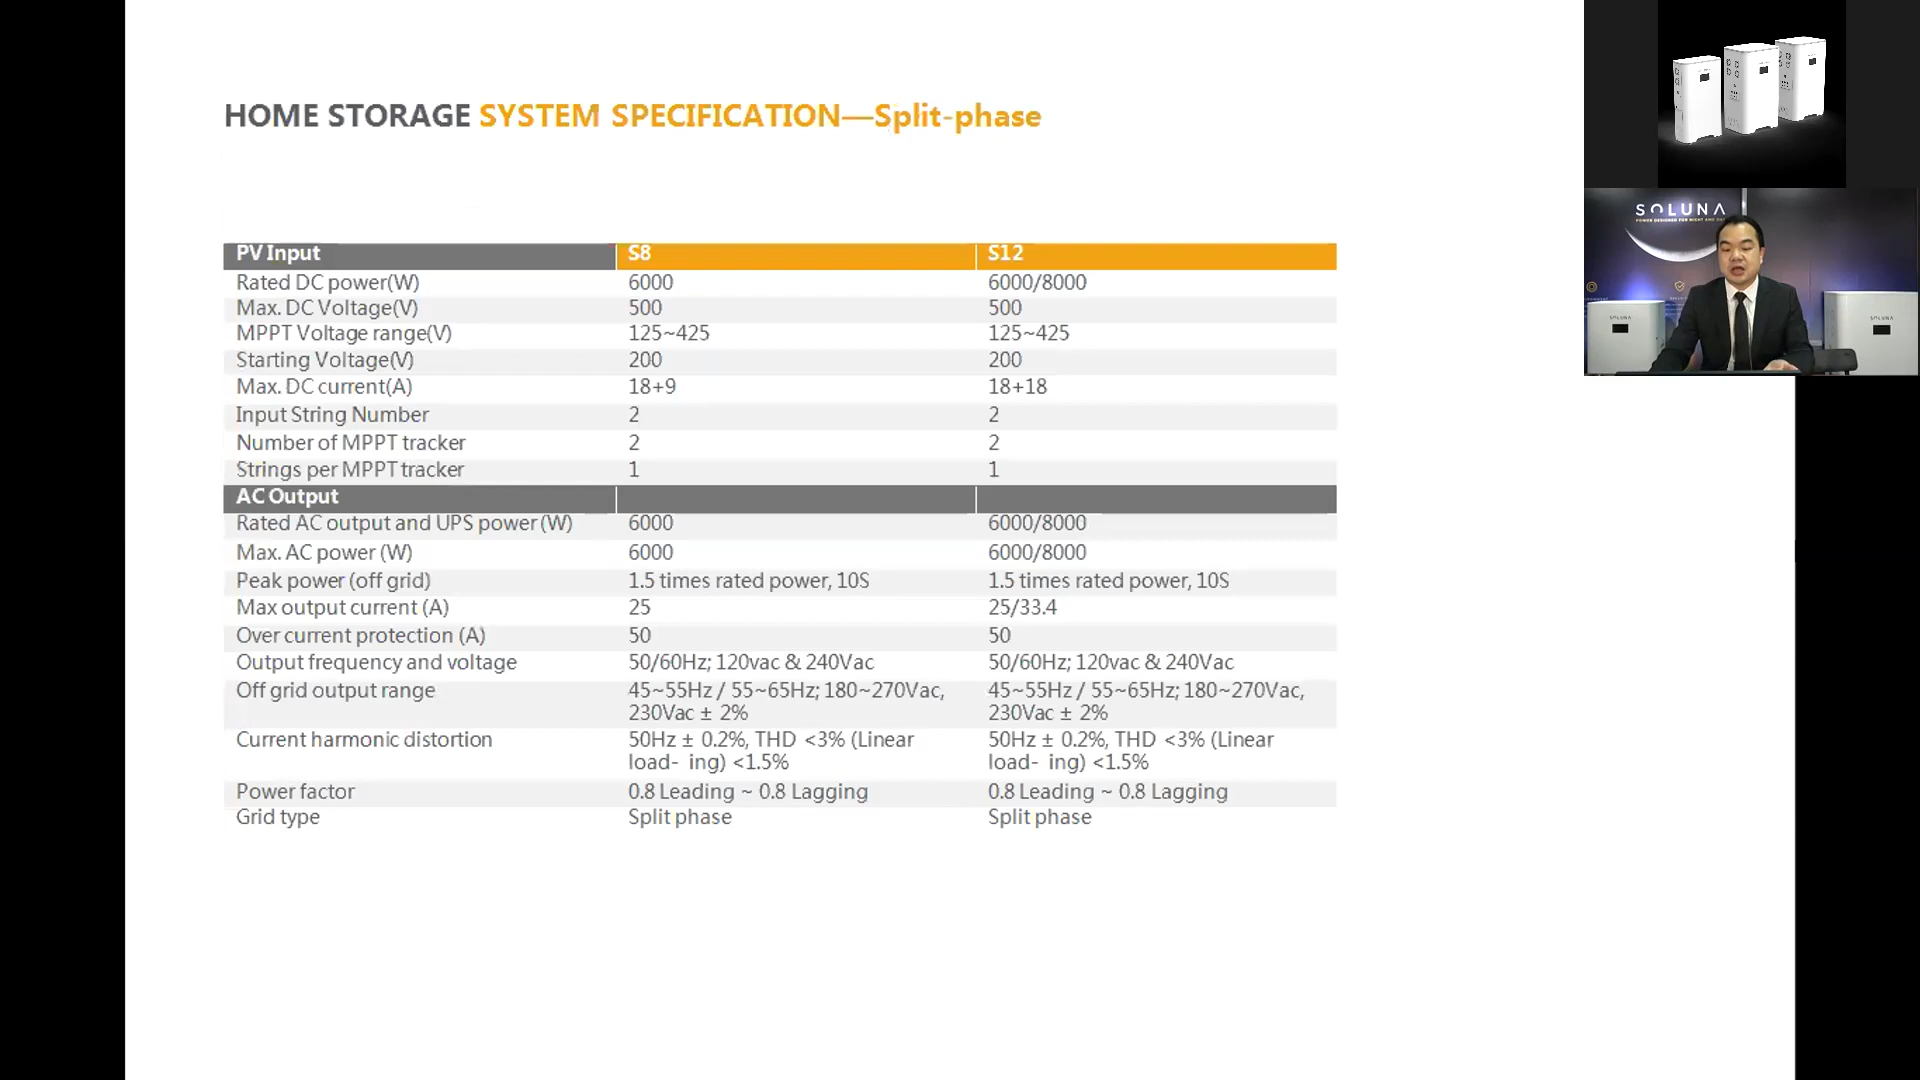 HOME STORAGE SYSTEM SPECIFICATION—Split-phase
PV Input S8 S12
Rated DC power(W) 6000 6000/8000
Max. DC Voltage(V) 500 500
MPPT Voltage range(V) 125~425 125~425
Starting Voltage(V) 200 200
Max. DC current(A) 18+9 18+18
Input String Number 2 2
Number of MPPT tracker 2 2
Strings per MPPT tracker 1 1
AC Output
Rated AC output and UPS power (W) 6000 6000/8000
Max. AC power (W) 6000 6000/8000
Peak power (off grid) 1.5 times rated power, 10S 1.5 times rated power, 10S
Max output current (A) 25 25/33.4
Over current protection (A) 50 50
Output frequency and voltage 50/60Hz; 120vac & 240Vac 50/60Hz; 120vac & 240Vac
Off grid output range 45~55Hz / 55~65Hz; 180~270Vac, 45~55Hz / 55~65Hz; 180~270Vac,
230Vac ± 2% 230Vac ± 2%
Current harmonic distortion 50Hz ± 0.2%, THD <3% (Linear 50Hz ± 0.2%, THD <3% (Linear
load- ing) <1.5% load- ing) <1.5%
Power factor 0.8 Leading ~ 0.8 Lagging 0.8 Leading ~ 0.8 Lagging
Grid type Split phase Split phase
SOLUNA
POWER DESIGNED FOR NIGHT AND
SOLUNA
SOLUNA